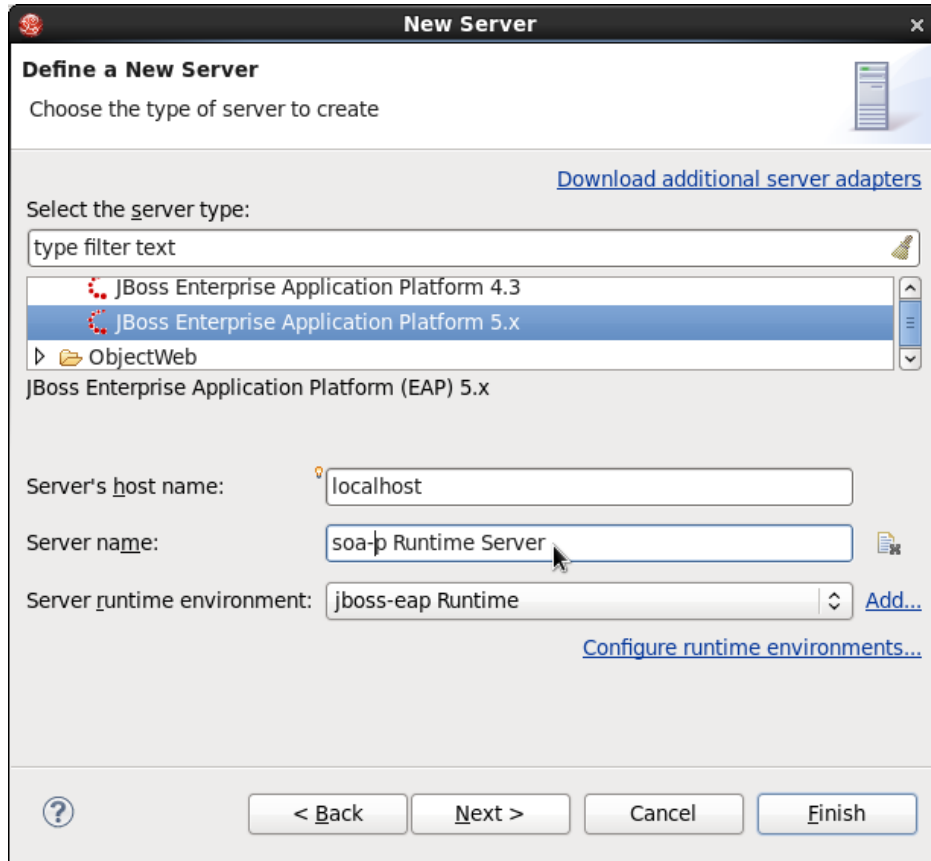 New Server
Define a New Server
Choose the type of server to create
Download additional server adapters
Select the server type:
type filter text
JBoss Enterprise Application Platform 4.3
JBoss Enterprise Application Platform 5.x
ObjectWeb
JBoss Enterprise Application Platform (EAP) 5.x
Server's host name: localhost
Server name: soa-p Runtime Server
Server runtime environment: jboss-eap Runtime Add...
Configure runtime environments...
? < Back Next > Cancel Finish